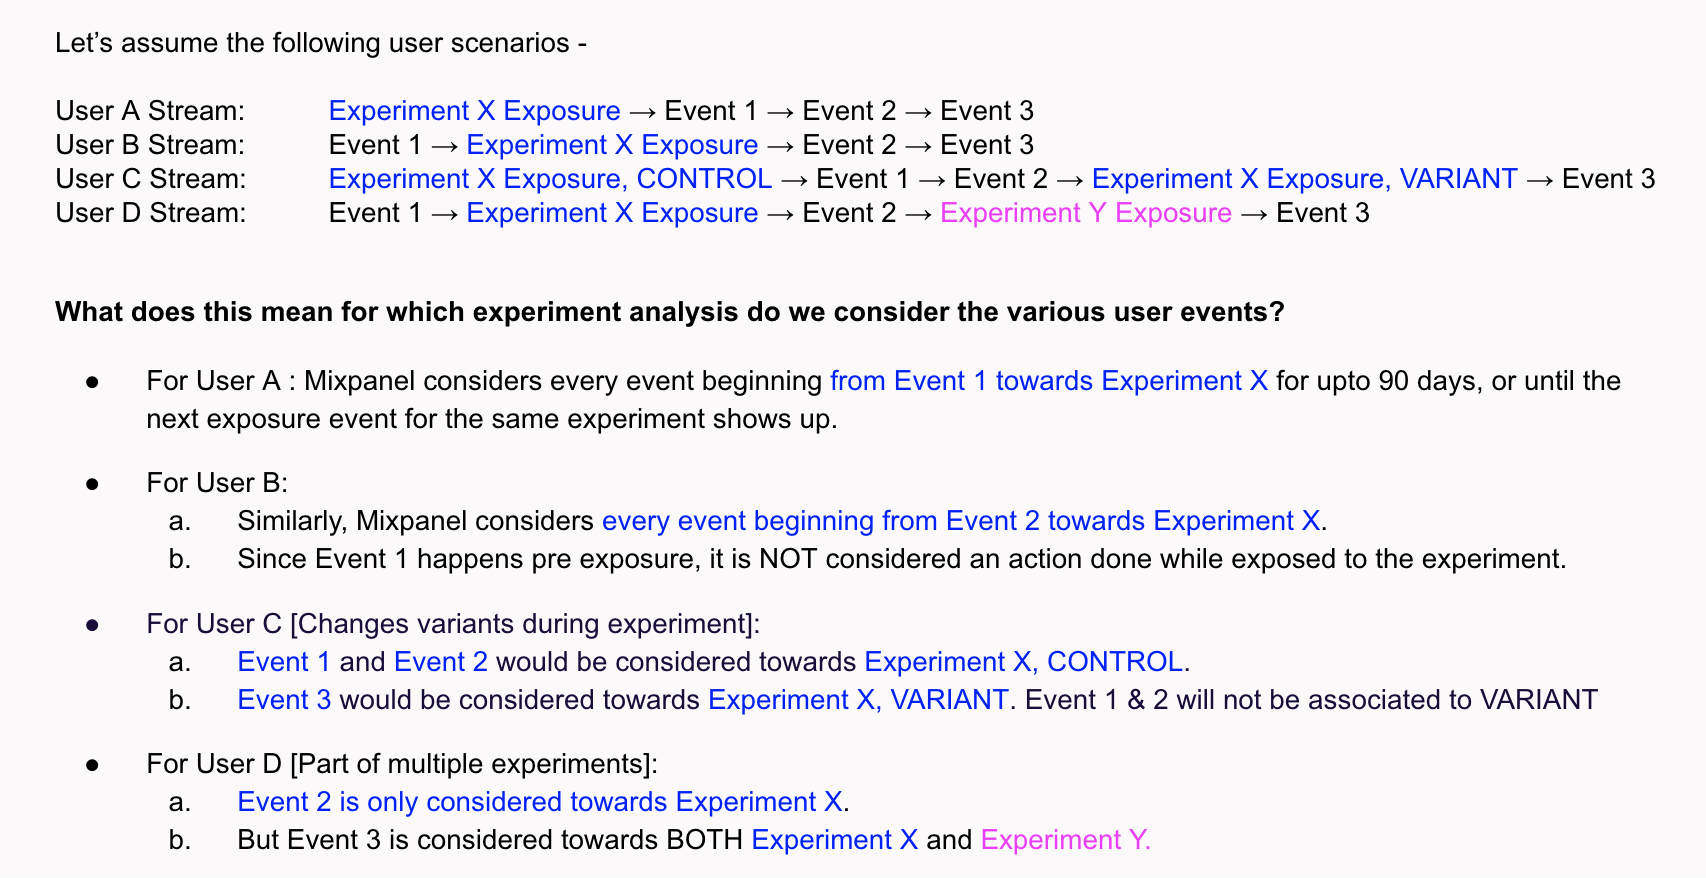 Let’s assume the following user scenarios -
User A Stream: Experiment X Exposure → Event 1 → Event 2 → Event 3
User B Stream: Event 1 → Experiment X Exposure → Event 2 → Event 3
User C Stream: Experiment X Exposure, CONTROL → Event 1 → Event 2 → Experiment X Exposure, VARIANT → Event 3
User D Stream: Event 1 → Experiment X Exposure → Event 2 → Experiment Y Exposure → Event 3
What does this mean for which experiment analysis do we consider the various user events?
● For User A : Mixpanel considers every event beginning from Event 1 towards Experiment X for upto 90 days, or until the
next exposure event for the same experiment shows up.
● For User B:
a. Similarly, Mixpanel considers every event beginning from Event 2 towards Experiment X.
b. Since Event 1 happens pre exposure, it is NOT considered an action done while exposed to the experiment.
● For User C [Changes variants during experiment]:
a. Event 1 and Event 2 would be considered towards Experiment X, CONTROL.
b. Event 3 would be considered towards Experiment X, VARIANT. Event 1 & 2 will not be associated to VARIANT
● For User D [Part of multiple experiments]:
a. Event 2 is only considered towards Experiment X.
b. But Event 3 is considered towards BOTH Experiment X and Experiment Y.